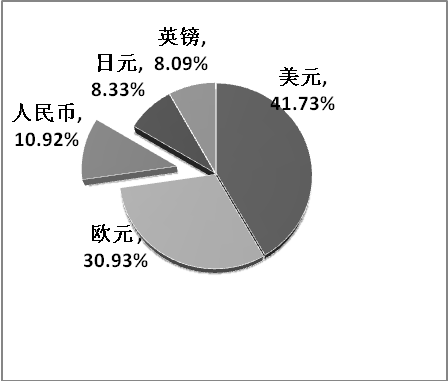 英镑,
8.09%
日元,
8.33%
美元,
41.73%
人民币,
10.92%
欧元,
30.93%